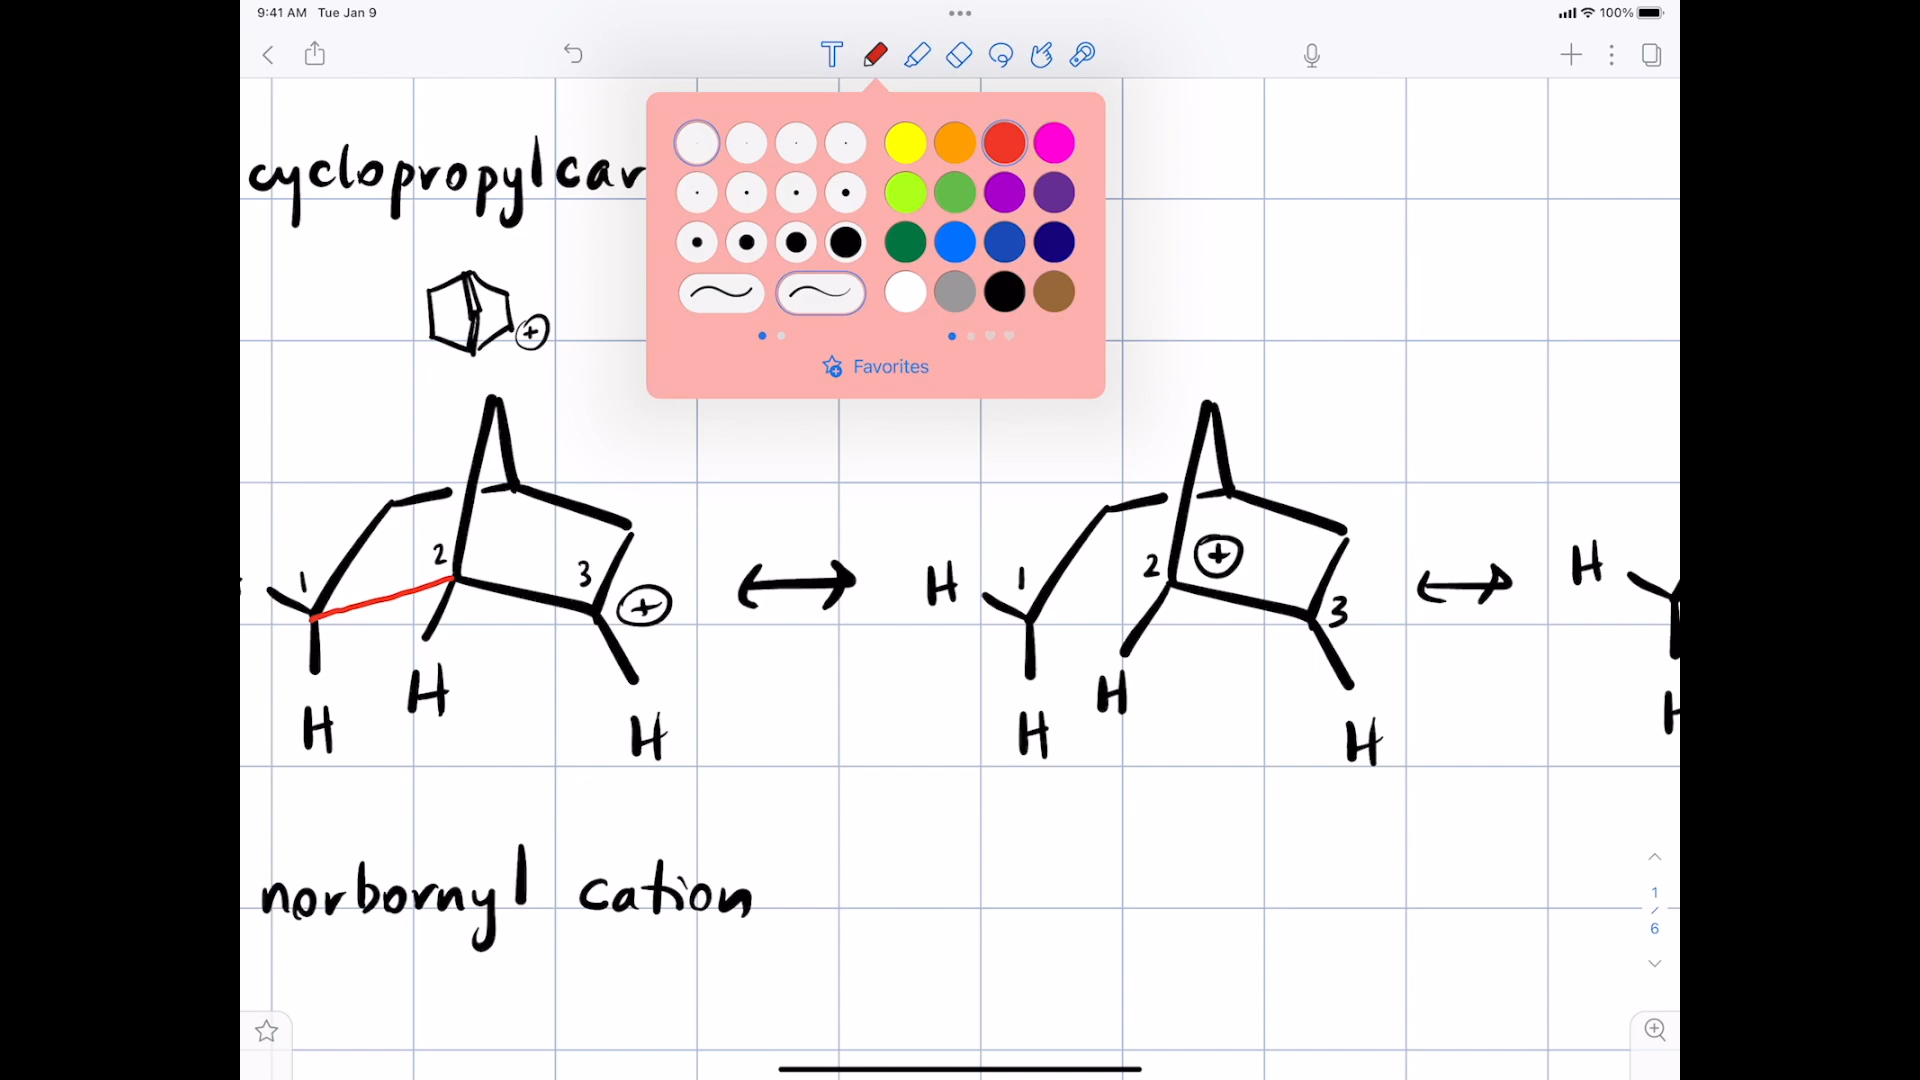 9:41 AM Tue Jan 9
100%
T
cyclopropylcar
+
Favorites
1 2 3 +
H H H
H 1 2 + 3
H H H
H
H
norbornyl cation
1
/
6